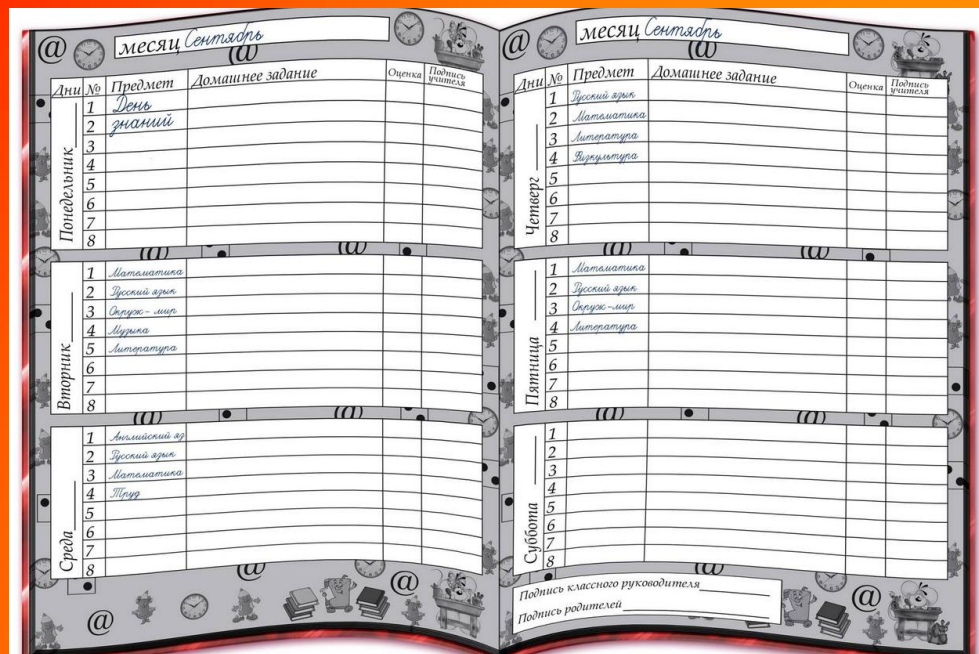 месяц Сентябрь
Дни № Предмет Домашнее задание Оценка Подпись учителя
Понедельник
1 День
2 знаний
3
4
5
6
7
8
Вторник
1 Математика
2 Русский язык
3 Окруж- мир
4 Музыка
5 Литература
6
7
8
Среда
1 Английский яз
2 Русский язык
3 Математика
4 Труд
5
6
7
8
месяц Сентябрь
Дни № Предмет Домашнее задание Оценка Подпись учителя
Четверг
1 Русский язык
2 Математика
3 Литература
4 Физкультура
5
6
7
8
Пятница
1 Математика
2 Русский язык
3 Окруж-мир
4 Литература
5
6
7
8
Суббота
1
2
3
4
5
6
7
8
Подпись классного руководителя
Подпись родителей